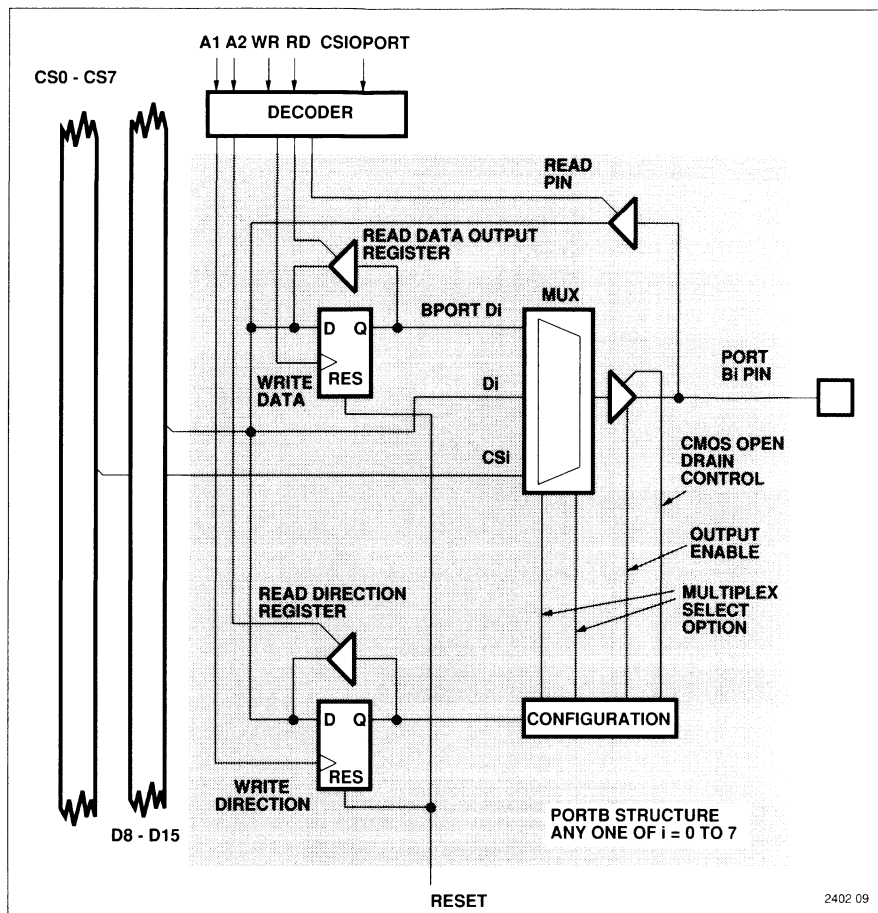 A1 A2 WR RD CSIOPORT
CS0 - CS7
DECODER
READ
PIN
READ DATA OUTPUT
REGISTER
MUX
BPORT Di
D Q
RES
WRITE
DATA
Di
PORT
Bi PIN
CSi
CMOS OPEN
DRAIN
CONTROL
OUTPUT
ENABLE
READ DIRECTION
REGISTER
MULTIPLEX
SELECT
OPTION
D Q
RES
CONFIGURATION
WRITE
DIRECTION
PORTB STRUCTURE
ANY ONE OF i = 0 TO 7
D8 - D15
RESET
2402 09